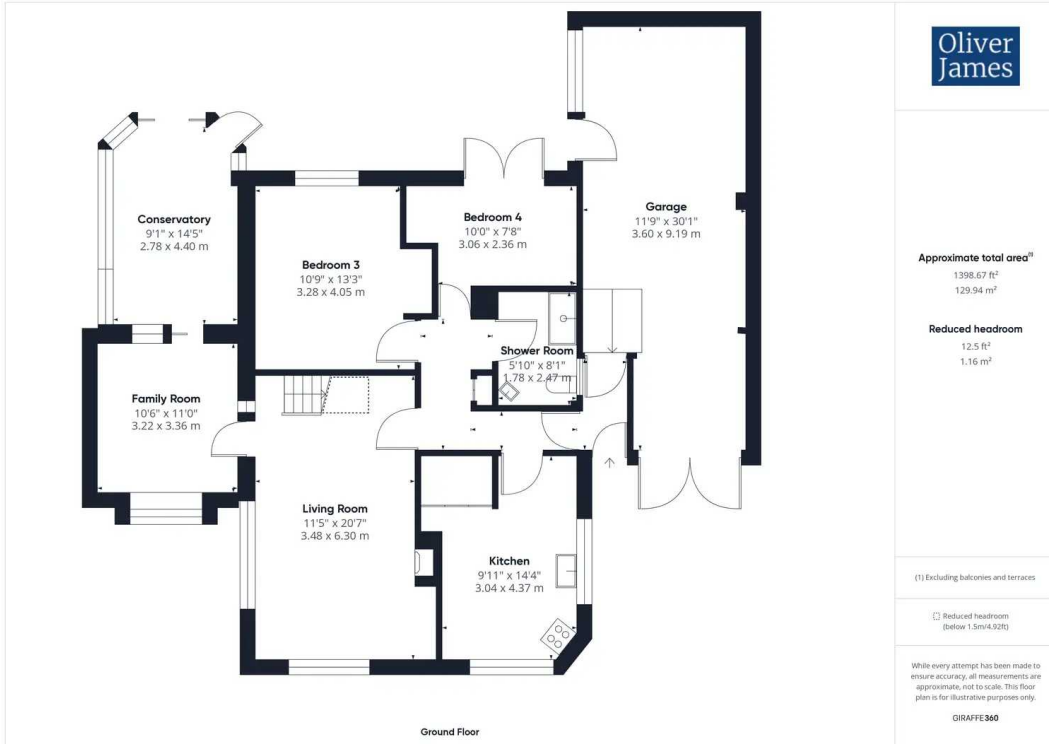 Conservatory
9'1" x 14'5"
2.78 x 4.40 m
Bedroom 3
10'9" x 13'3"
3.28 x 4.05 m
Bedroom 4
10'0" x 7'8"
3.06 x 2.36 m
Garage
11'9" x 30'1"
3.60 x 9.19 m
Shower Room
5'10" x 8'1"
1.78 x 2.47 m
Family Room
10'6" x 11'0"
3.22 x 3.36 m
Living Room
11'5" x 20'7"
3.48 x 6.30 m
Kitchen
9'11" x 14'4"
3.04 x 4.37 m
Ground Floor
Oliver
James
Approximate total area(1)
1398.67 ft²
129.94 m²
Reduced headroom
12.5 ft²
1.16 m²
(1) Excluding balconies and terraces
Reduced headroom
(below 1.5m/4.92ft)
While every attempt has been made to
ensure accuracy, all measurements are
approximate, not to scale. This floor
plan is for illustrative purposes only.
GIRAFFE360